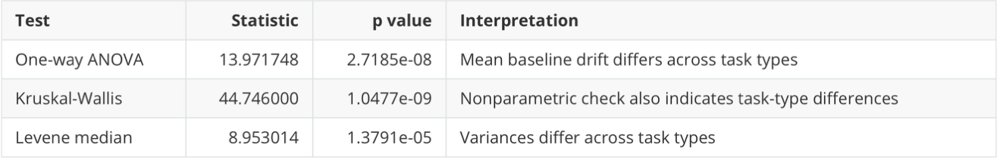 Test Statistic p value Interpretation
One-way ANOVA 13.971748 2.7185e-08 Mean baseline drift differs across task types
Kruskal-Wallis 44.746000 1.0477e-09 Nonparametric check also indicates task-type differences
Levene median 8.953014 1.3791e-05 Variances differ across task types